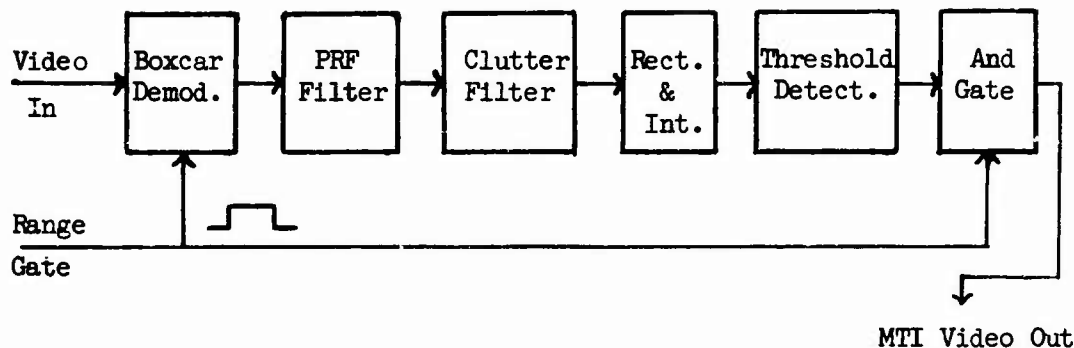 Video
In
Boxcar
Demod.
PRF
Filter
Clutter
Filter
Rect.
&
Int.
Threshold
Detect.
And
Gate
Range
Gate
MTI Video Out